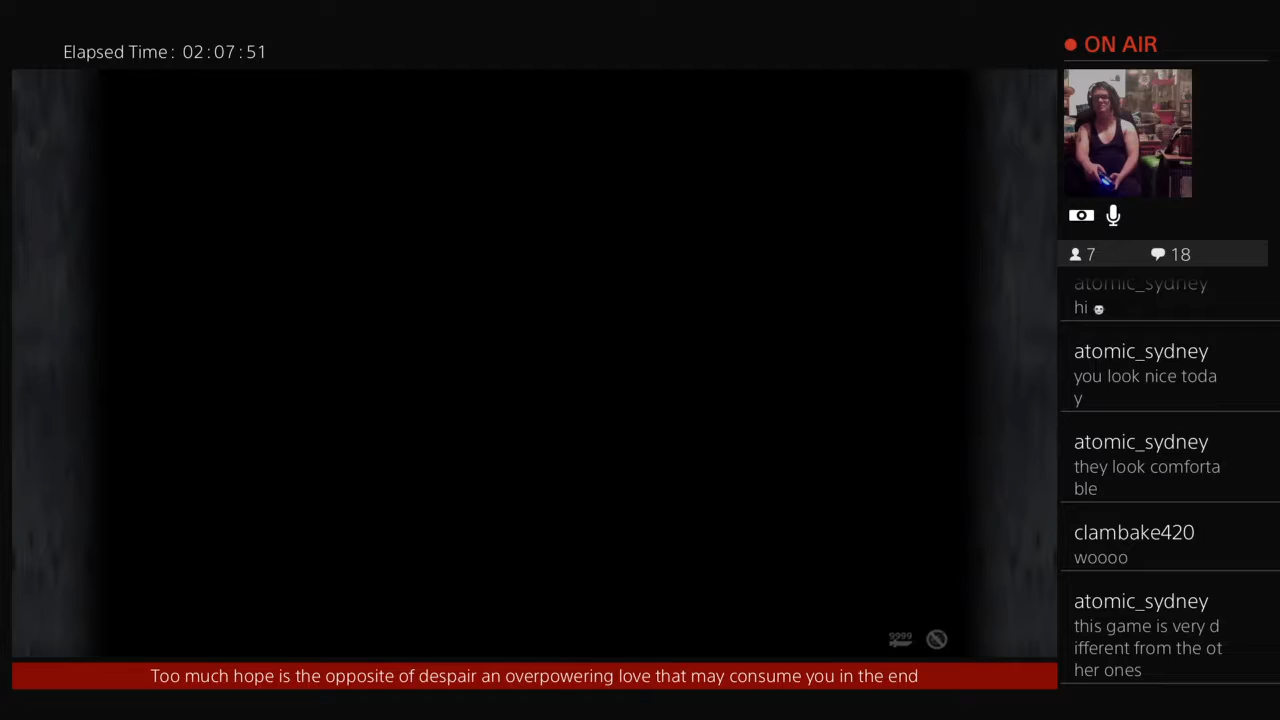 Elapsed Time: 02:07:51
ON AIR
7 18
atomic_sydney
hi
atomic_sydney
you look nice toda
y
atomic_sydney
they look comforta
ble
clambake420
woooo
atomic_sydney
this game is very d
ifferent from the ot
her ones
9999
Too much hope is the opposite of despair an overpowering love that may consume you in the end